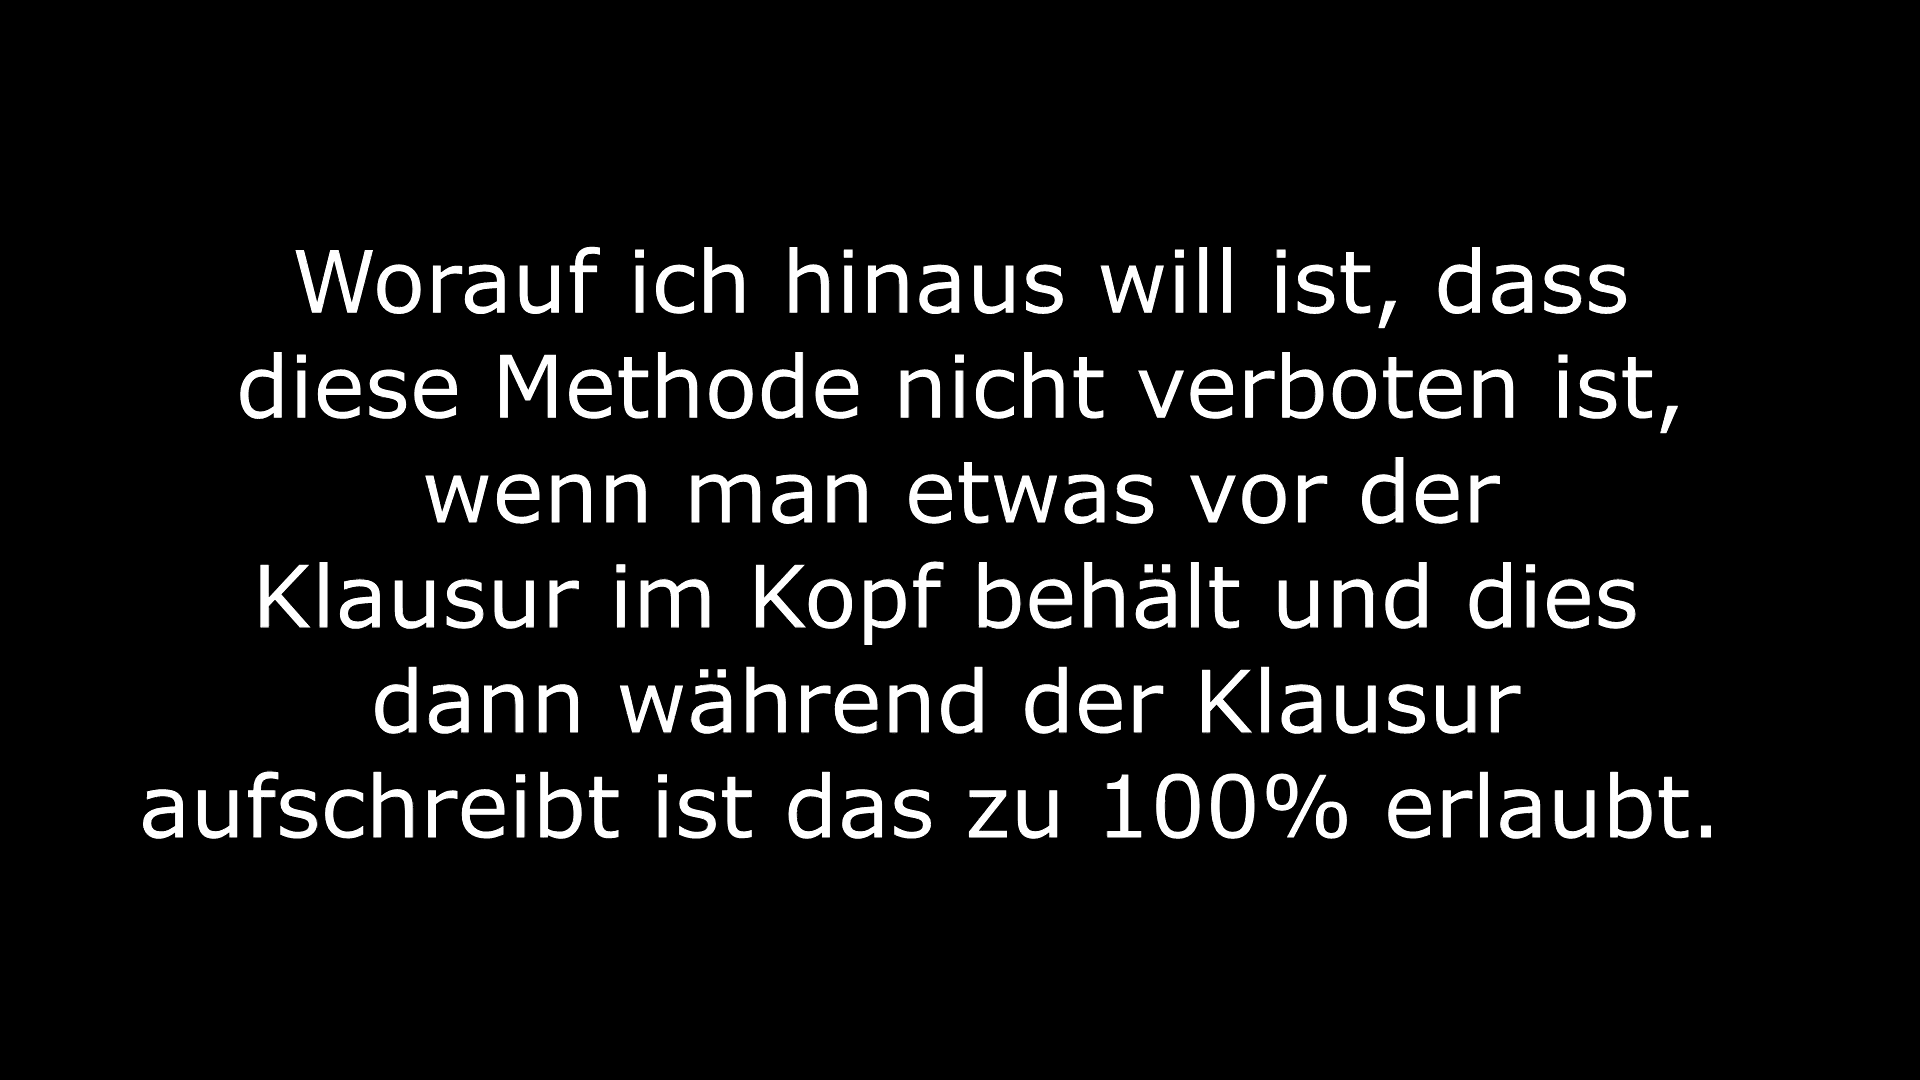 Worauf ich hinaus will ist, dass
diese Methode nicht verboten ist,
wenn man etwas vor der
Klausur im Kopf behält und dies
dann während der Klausur
aufschreibt ist das zu 100% erlaubt.